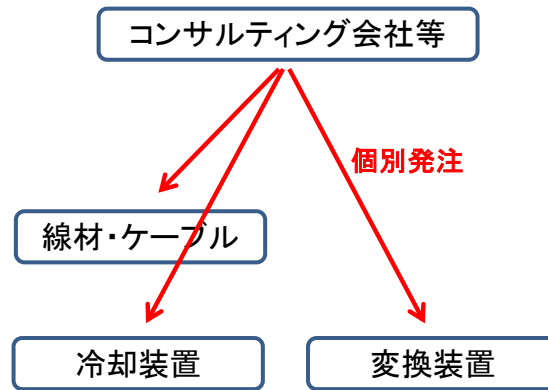 コンサルティング会社等
個別発注
線材・ケーブル
冷却装置
変換装置